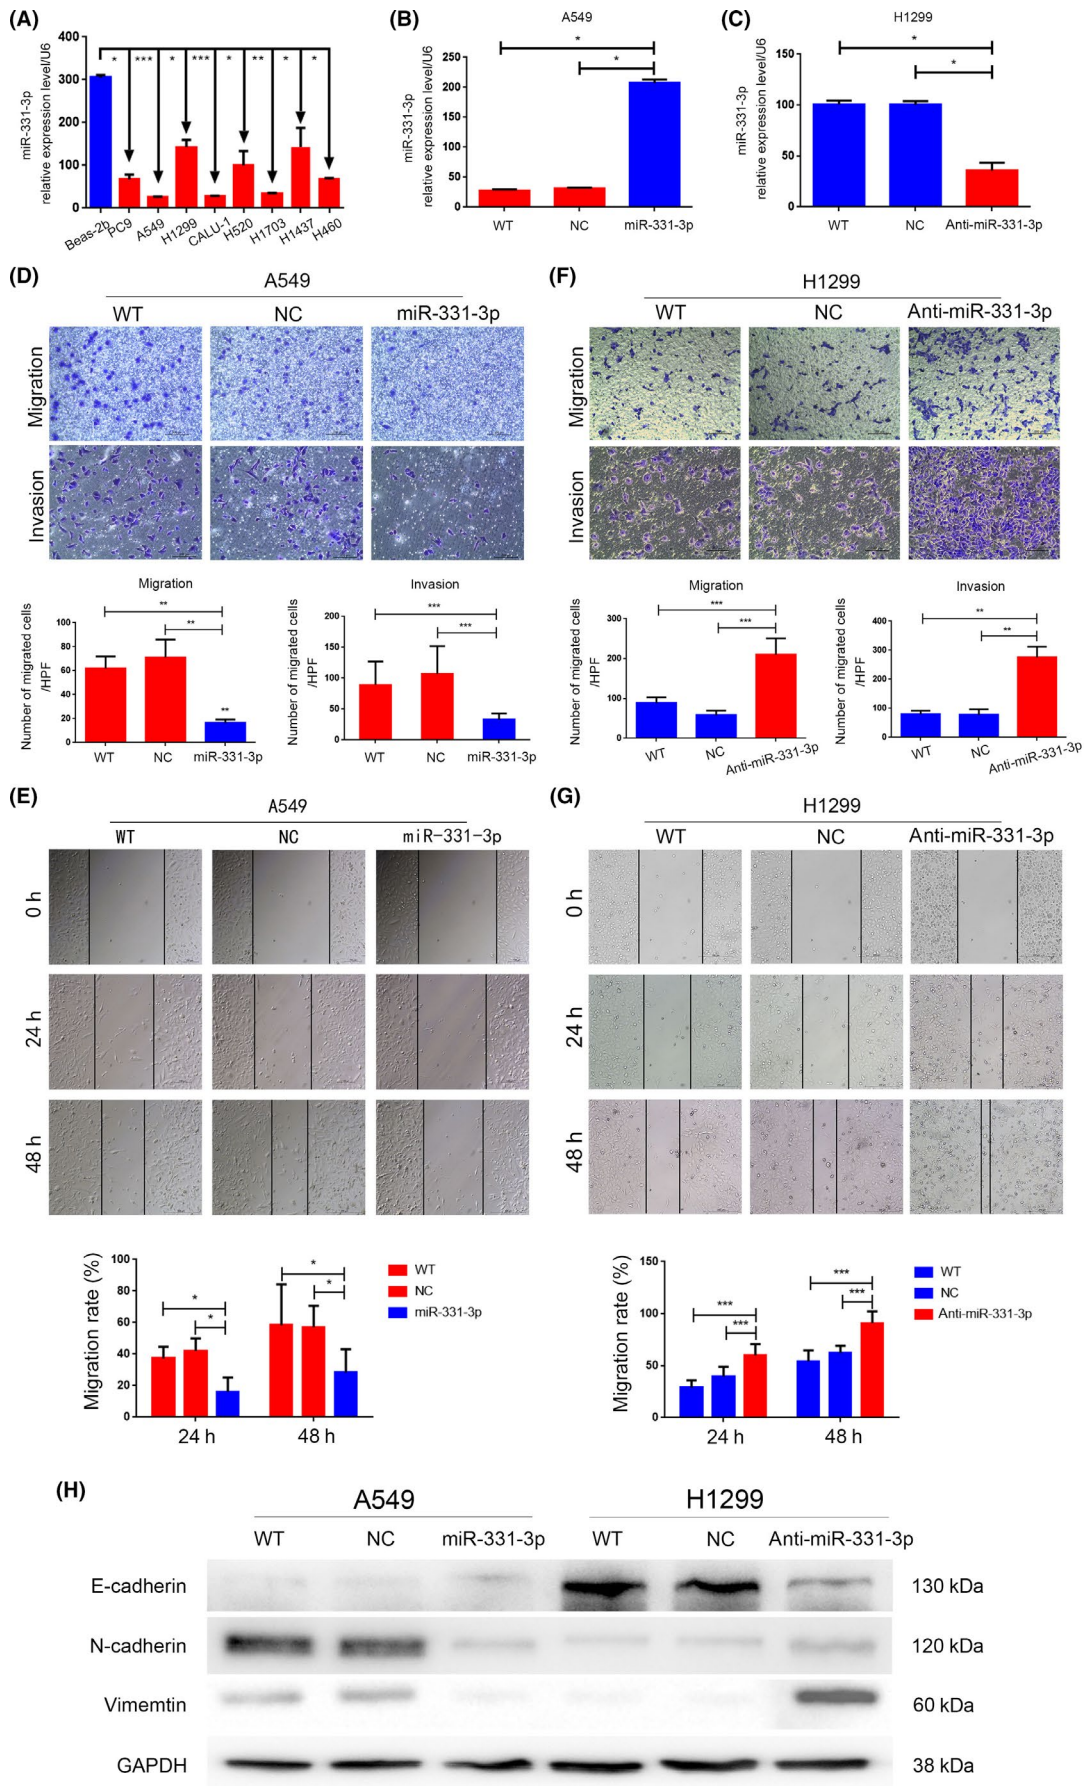 (A)
miR-331-3p
relative expression level/U6
400
300
200
100
0
* *** * *** * ** * *
Beas-2b PC9 A549 H1299 CALU-1 H520 H1703 H1437 H460
(B)
A549
miR-331-3p
relative expression level/U6
250
200
150
100
50
0
*
*
WT NC miR-331-3p
(C)
H1299
miR-331-3p
relative expression level/U6
150
100
50
0
*
*
WT NC Anti-miR-331-3p
(D)
A549
WT NC miR-331-3p
Migration
Invasion
Migration
Number of migrated cells
/HPF
100
80
60
40
20
0
**
**
**
WT NC miR-331-3p
Invasion
Number of migrated cells
/HPF
200
150
100
50
0
***
***
WT NC miR-331-3p
(F)
H1299
WT NC Anti-miR-331-3p
Migration
Invasion
Migration
Number of migrated cells
/HPF
300
200
100
0
***
***
WT NC Anti-miR-331-3p
Invasion
Number of migrated cells
/HPF
400
300
200
100
0
**
**
WT NC Anti-miR-331-3p
(E)
A549
WT NC miR-331-3p
0 h
24 h
48 h
Migration rate (%)
100
80
60
40
20
0
*
*
*
*
24 h 48 h
WT
NC
miR-331-3p
(G)
H1299
WT NC Anti-miR-331-3p
0 h
24 h
48 h
Migration rate (%)
150
100
50
0
***
***
***
***
24 h 48 h
WT
NC
Anti-miR-331-3p
(H)
A549 H1299
WT NC miR-331-3p WT NC Anti-miR-331-3p
E-cadherin 130 kDa
N-cadherin 120 kDa
Vimemtin 60 kDa
GAPDH 38 kDa